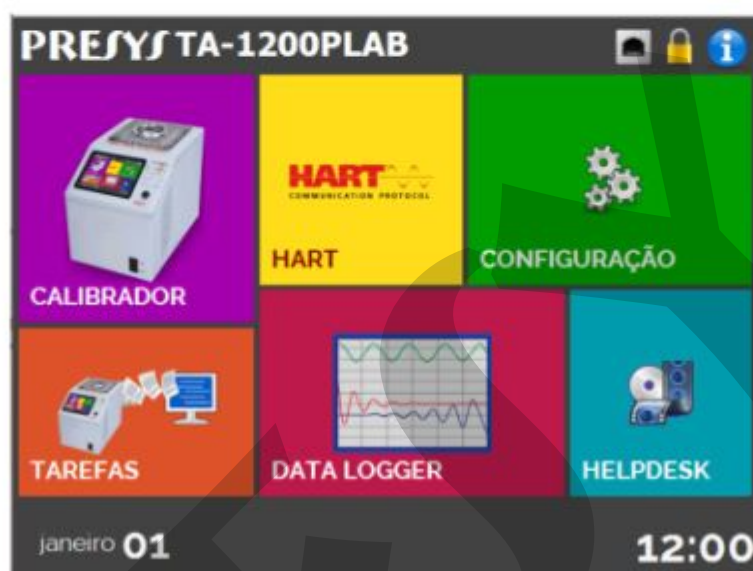 PRESYS TA-1200PLAB
HART
COMMUNICATION PROTOCOL
HART
CONFIGURAÇÃO
CALIBRADOR
TAREFAS
DATA LOGGER
HELPDESK
janeiro 01
12:00